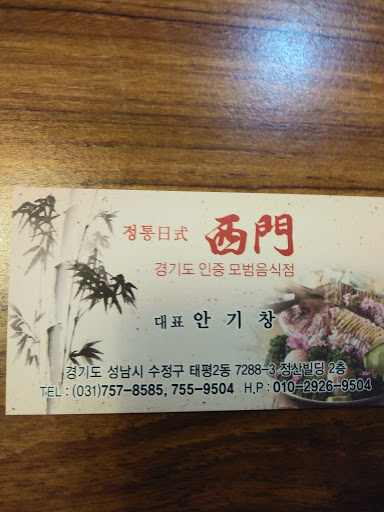 정통日式 西門
경기도 인증 모범음식점
대표 안 기 창
경기도 성남시 수정구 태평2동 7288-3 정산빌딩 2층
TEL : (031)757-8585, 755-9504 H,P : 010-2926-9504